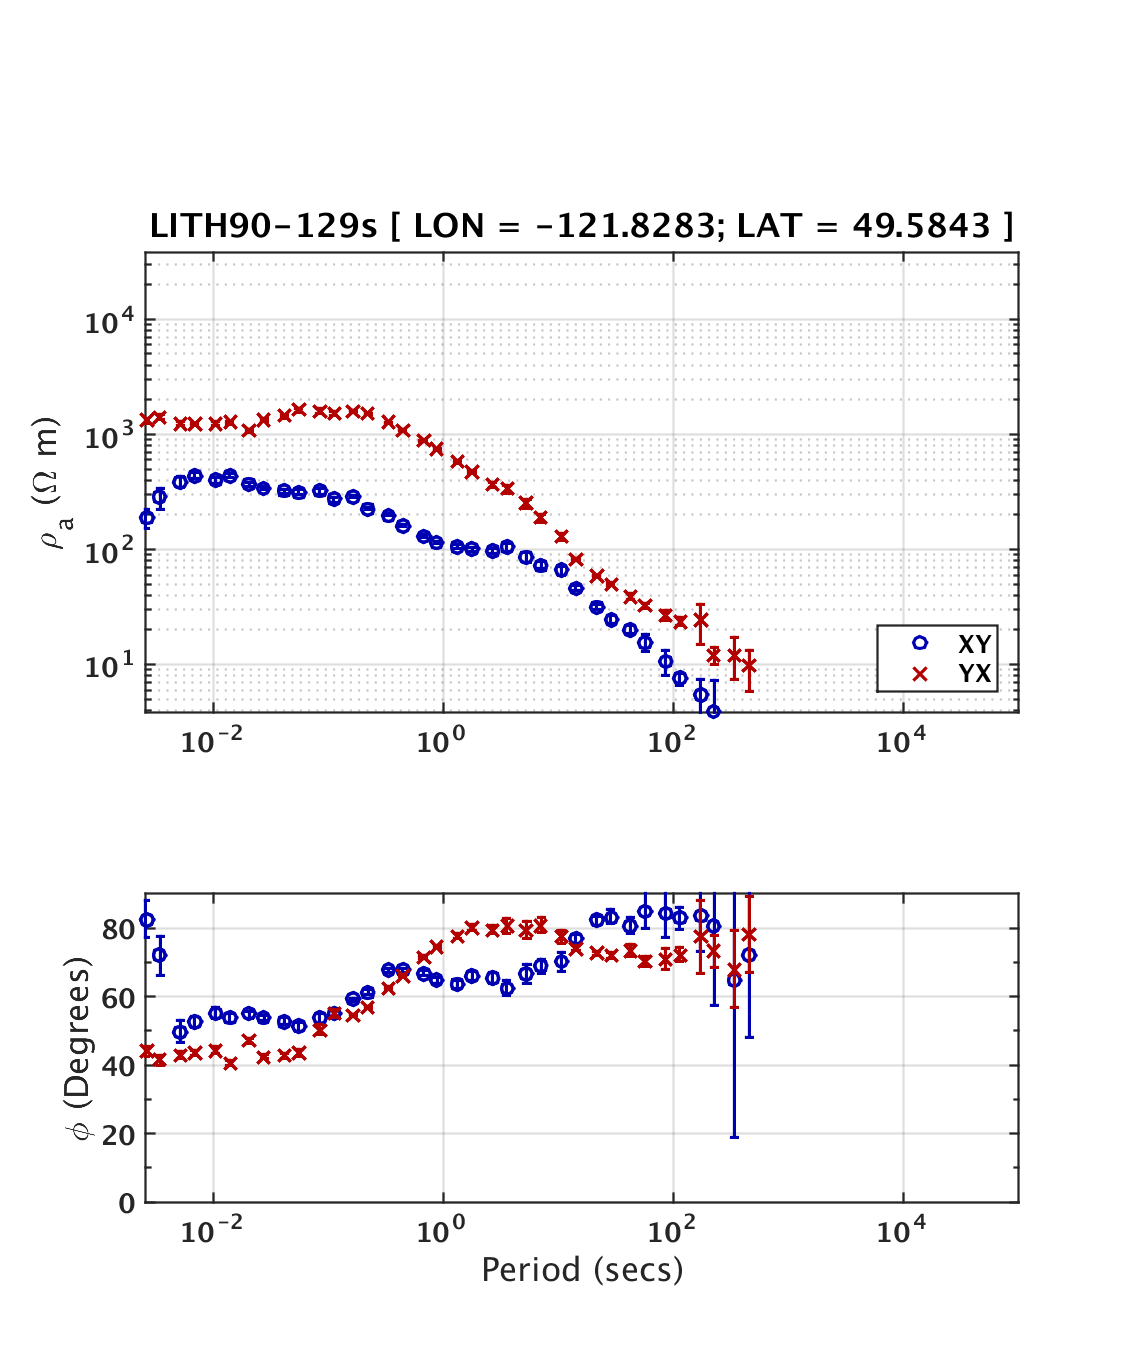 LITH90-129s [ LON = -121.8283; LAT = 49.5843 ]
ρa (Ω m)
10^4
10^3
10^2
10^1
XY
YX
10^-2 10^0 10^2 10^4
ϕ (Degrees)
80
60
40
20
0
10^-2 10^0 10^2 10^4
Period (secs)